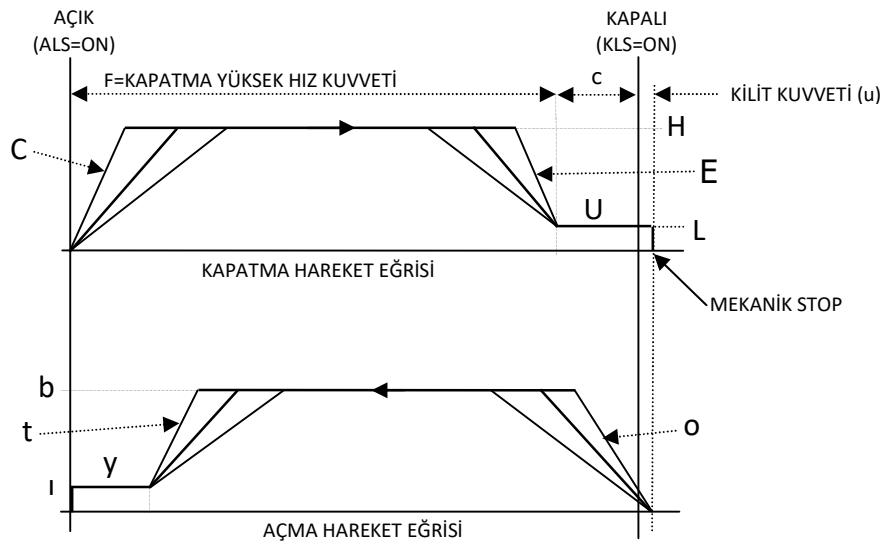 AÇIK
(ALS=ON)
KAPALI
(KLS=ON)
F=KAPATMA YÜKSEK HIZ KUVVETİ
c
KİLİT KUVVETİ (u)
H
C
E
U
L
KAPATMA HAREKET EĞRİSİ
MEKANİK STOP
b
t
o
y
ı
AÇMA HAREKET EĞRİSİ